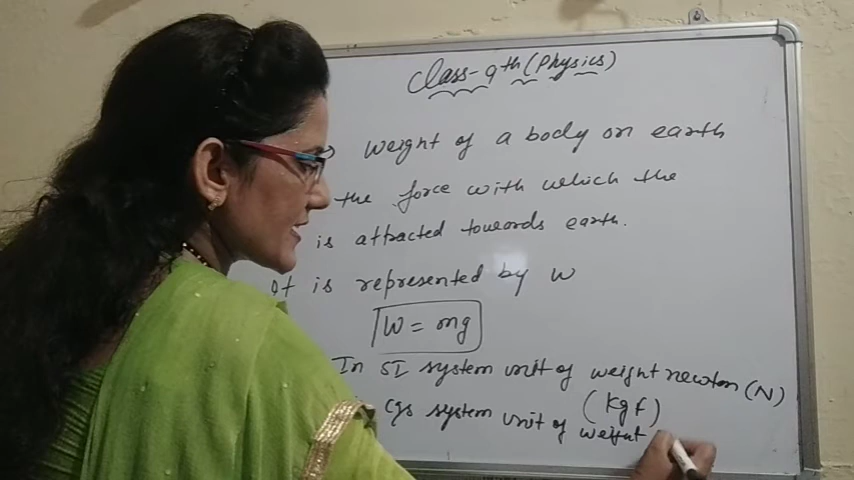 Class-9th (Physics)
weight of a body on earth
the force with which the
is attracted towards earth.
It is represented by W
W = mg
In SI system unit of weight newton (N)
(kgf)
cgs system unit of weight